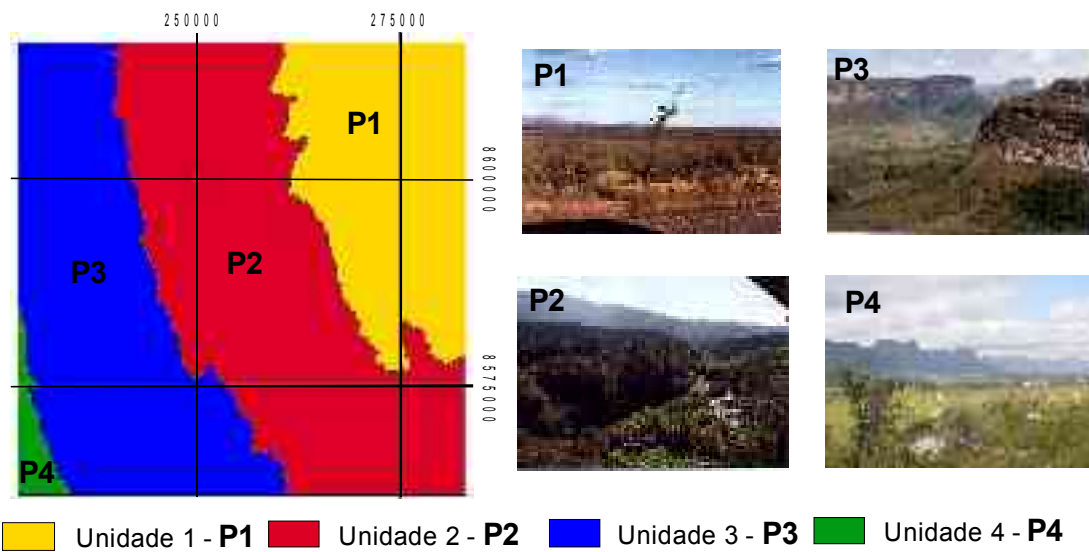 250000 275000
P1
P3
P1
8600000
P3
P2
P2
P4
8575000
P4
Unidade 1 - P1 Unidade 2 - P2 Unidade 3 - P3 Unidade 4 - P4